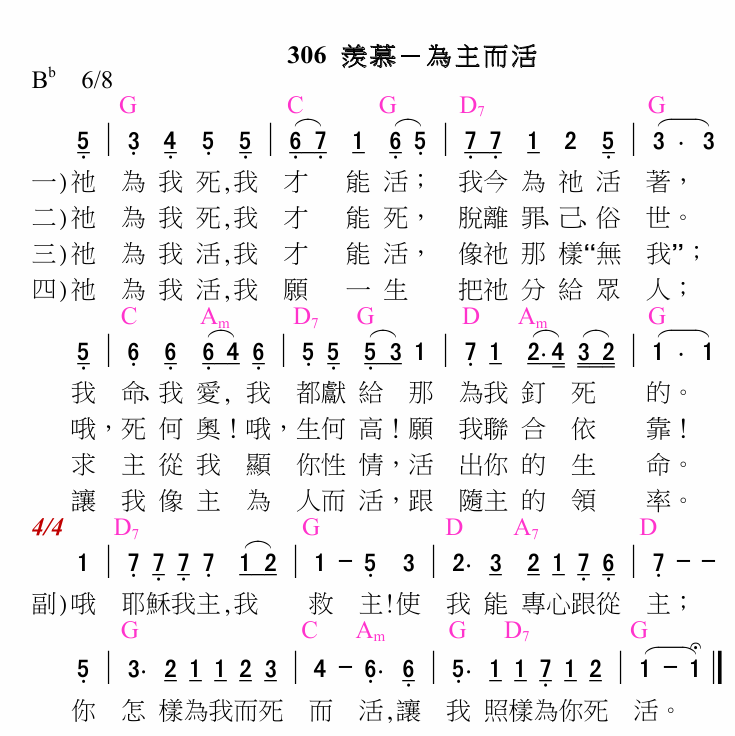 306 羨慕－為主而活
B♭ 6/8
G C G D7 G
5 | 3 4 5 5 | 6 7 1 6 5 | 7 7 1 2 5 | 3 . 3
一)祂 為 我 死,我 才 能 活； 我今 為 祂 活 著，
二)祂 為 我 死,我 才 能 死， 脫離 罪、己、俗 世。
三)祂 為 我 活,我 才 能 活， 像祂 那 樣“無 我”；
四)祂 為 我 活,我 願 一 生 把祂 分 給 眾 人；
C Am D7 G D Am G
5 | 6 6 6 4 6 | 5 5 5 3 1 | 7 1 2. 4 3 2 | 1 . 1
我 命、我 愛, 我 都獻 給 那 為我 釘 死 的。
哦，死 何 奧！哦，生何 高！願 我聯 合 依 靠！
求 主 從 我 顯 你性 情，活 出你 的 生 命。
讓 我 像 主 為 人而 活，跟 隨主 的 領 率。
4/4 D7 G D A7 D
1 | 7 7 7 7 1 2 | 1 － 5 3 | 2. 3 2 1 7 6 | 7 － －
副)哦 耶穌我主,我 救 主!使 我 能 專心跟從 主；
G C Am G D7 G
5 | 3. 2 1 1 2 3 | 4 － 6. 6 | 5. 1 1 7 1 2 | 1 － 1 ‖
你 怎 樣為我而死 而 活,讓 我 照樣為你死 活。